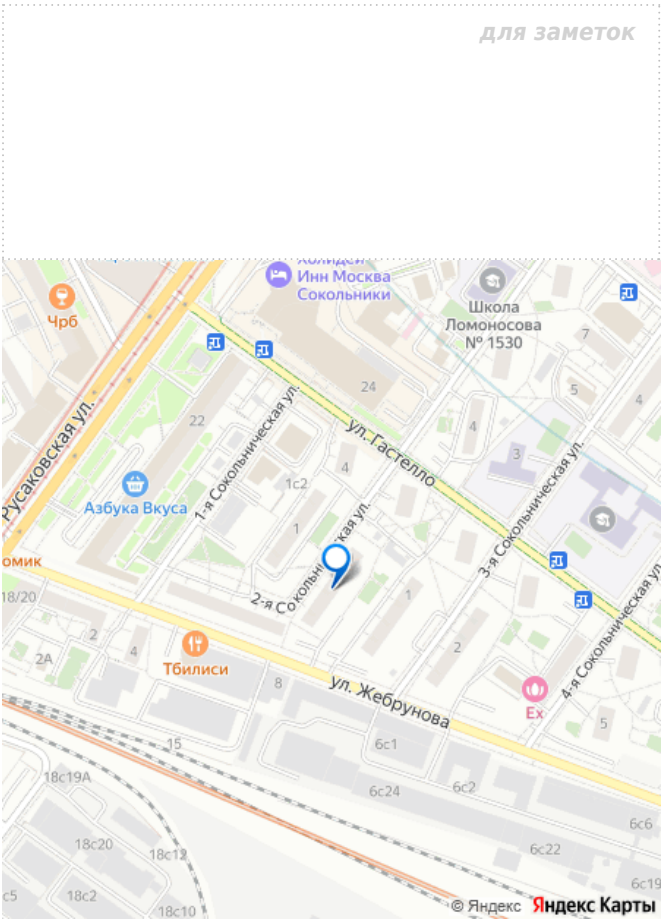 для заметок
Холидей
Инн Москва
Сокольники
Чрб
Школа
Ломоносова
№ 1530
7
5
4
24
22
4
4
3
ул. Гастелло
Русаковская ул.
1-я Сокольническая ул.
Азбука Вкуса
1с2
1
3-я Сокольническая ул.
омик
2-я Сокольн
кая ул.
1
18/20
2
4
2А
Тбилиси
2
4-я Сокольническая ул.
8
ул. Жебрунова
Ех
5
15
6с1
18с19А
6с24
6с2
6с6
18с20
18с12
6с22
с5
18с2
18с10
6с19
© Яндекс
Яндекс Карты